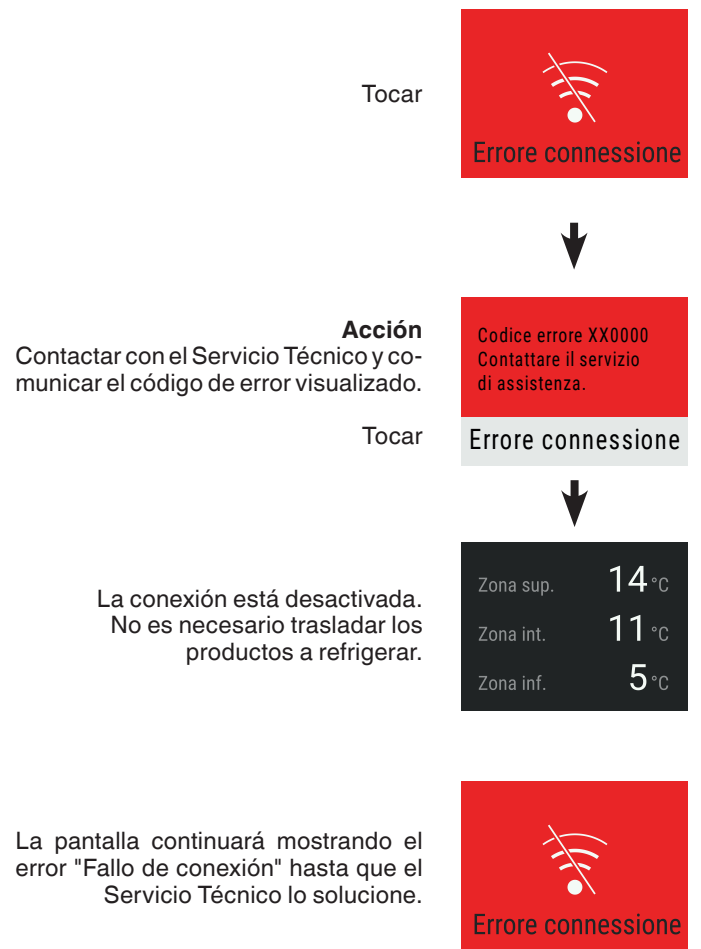 Tocar
Errore connessione
Acción
Contactar con el Servicio Técnico y co-
municar el código de error visualizado.
Codice errore XX0000
Contattare il servizio
di assistenza.
Tocar
Errore connessione
La conexión está desactivada.
No es necesario trasladar los
productos a refrigerar.
Zona sup. 14 °C
Zona int. 11 °C
Zona inf. 5 °C
La pantalla continuará mostrando el
error "Fallo de conexión" hasta que el
Servicio Técnico lo solucione.
Errore connessione